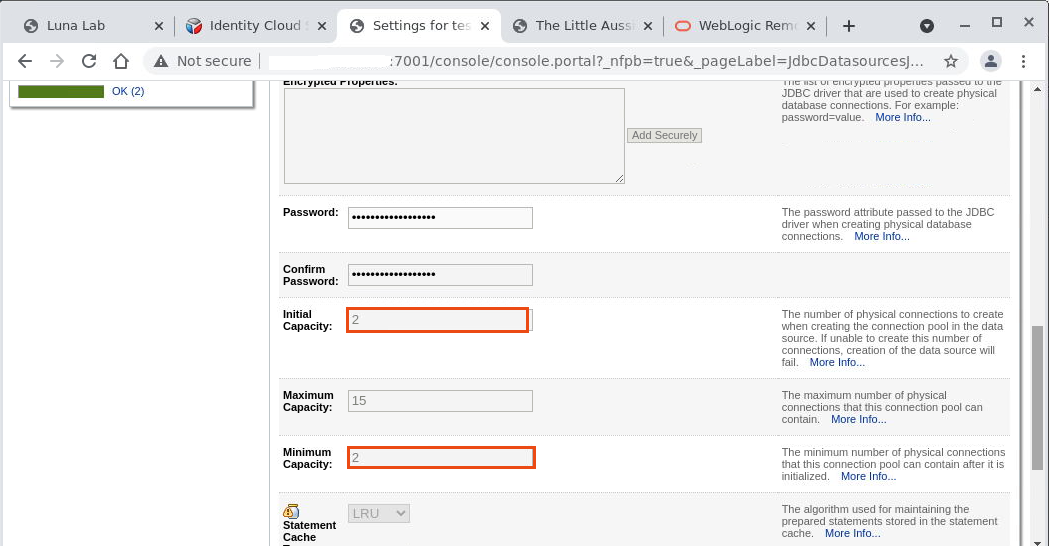 Luna Lab
Identity Cloud S
Settings for tes
The Little Aussi
WebLogic Remo
Not secure
:7001/console/console.portal?_nfpb=true&_pageLabel=JdbcDatasourcesJ...
OK (2)
Encrypted Properties:
Add Securely
The list of encrypted properties passed to the
JDBC driver that are used to create physical
database connections. For example:
password=value. More Info...
Password:
••••••••••••••••••
The password attribute passed to the JDBC
driver when creating physical database
connections. More Info...
Confirm
Password:
••••••••••••••••••
Initial
Capacity:
2
The number of physical connections to create
when creating the connection pool in the data
source. If unable to create this number of
connections, creation of the data source will
fail. More Info...
Maximum
Capacity:
15
The maximum number of physical
connections that this connection pool can
contain. More Info...
Minimum
Capacity:
2
The minimum number of physical connections
that this connection pool can contain after it is
initialized. More Info...
Statement
Cache
LRU
The algorithm used for maintaining the
prepared statements stored in the statement
cache. More Info...